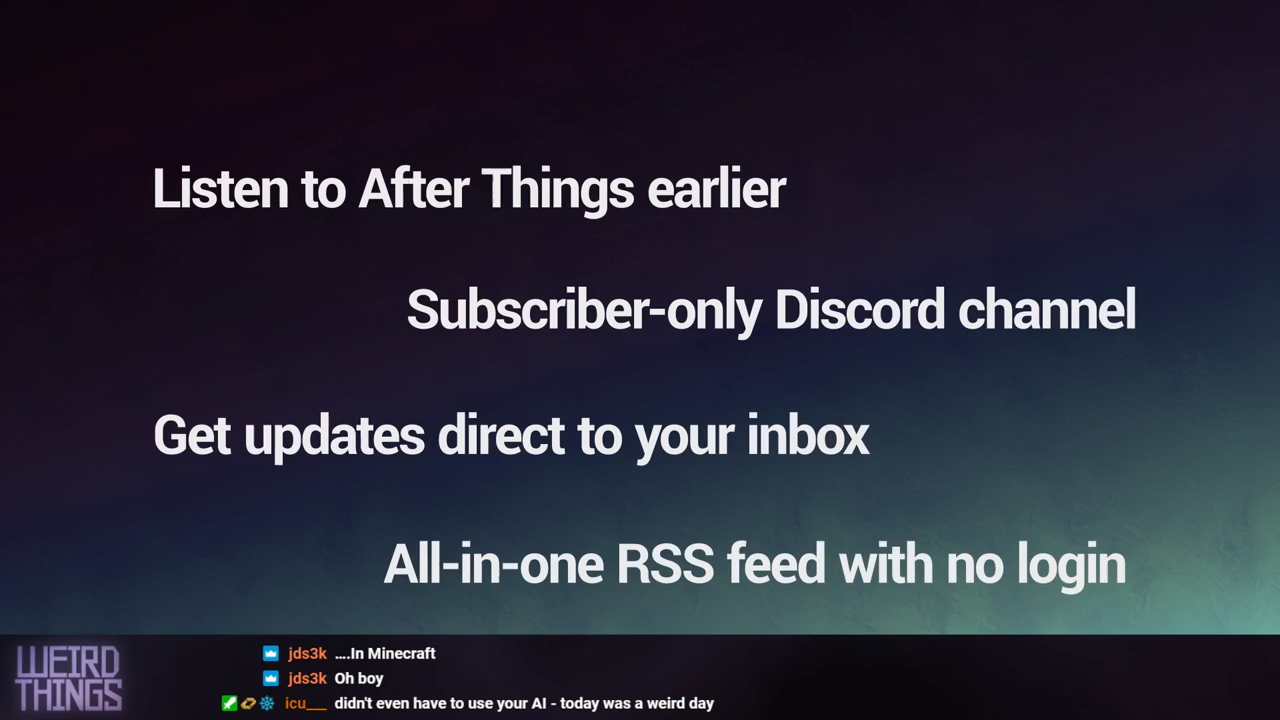 Listen to After Things earlier
Subscriber-only Discord channel
Get updates direct to your inbox
All-in-one RSS feed with no login
WEIRD
THINGS
jds3k ....In Minecraft
jds3k Oh boy
icu___ didn't even have to use your AI - today was a weird day